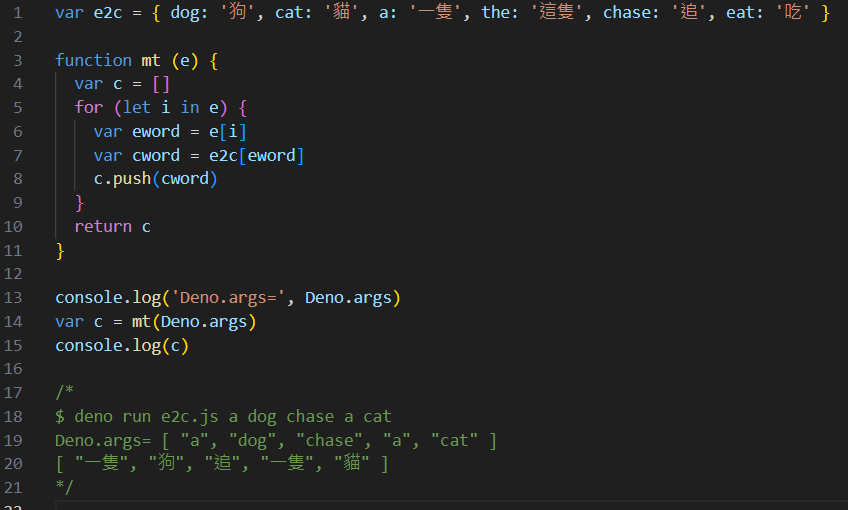 1 var e2c = { dog: '狗', cat: '貓', a: '一隻', the: '這隻', chase: '追', eat: '吃' }
2
3 function mt (e) {
4   var c = []
5   for (let i in e) {
6     var eword = e[i]
7     var cword = e2c[eword]
8     c.push(cword)
9   }
10   return c
11 }
12
13 console.log('Deno.args=', Deno.args)
14 var c = mt(Deno.args)
15 console.log(c)
16
17 /*
18 $ deno run e2c.js a dog chase a cat
19 Deno.args= [ "a", "dog", "chase", "a", "cat" ]
20 [ "一隻", "狗", "追", "一隻", "貓" ]
21 */
22